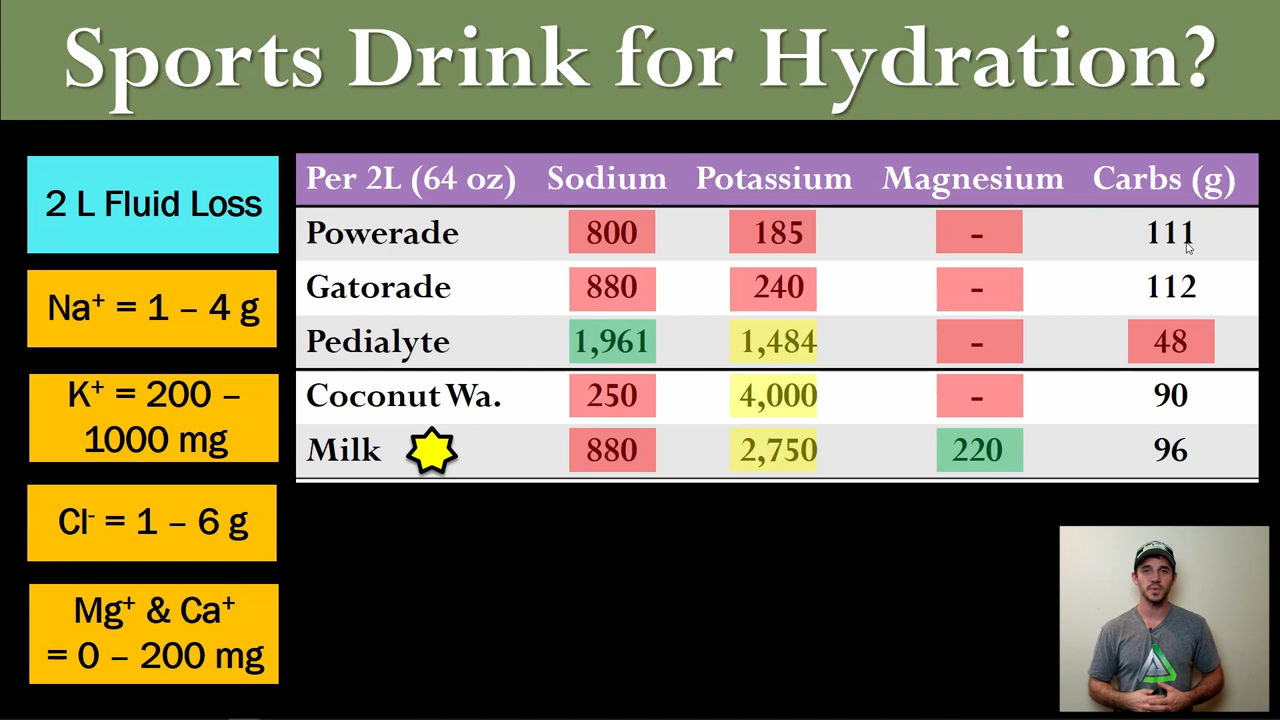 Sports Drink for Hydration?
2 L Fluid Loss
Na⁺ = 1 – 4 g
K⁺ = 200 –
1000 mg
Cl⁻ = 1 – 6 g
Mg⁺ & Ca⁺
= 0 – 200 mg
Per 2L (64 oz) Sodium Potassium Magnesium Carbs (g)
Powerade 800 185 - 111
Gatorade 880 240 - 112
Pedialyte 1,961 1,484 - 48
Coconut Wa. 250 4,000 - 90
Milk 880 2,750 220 96